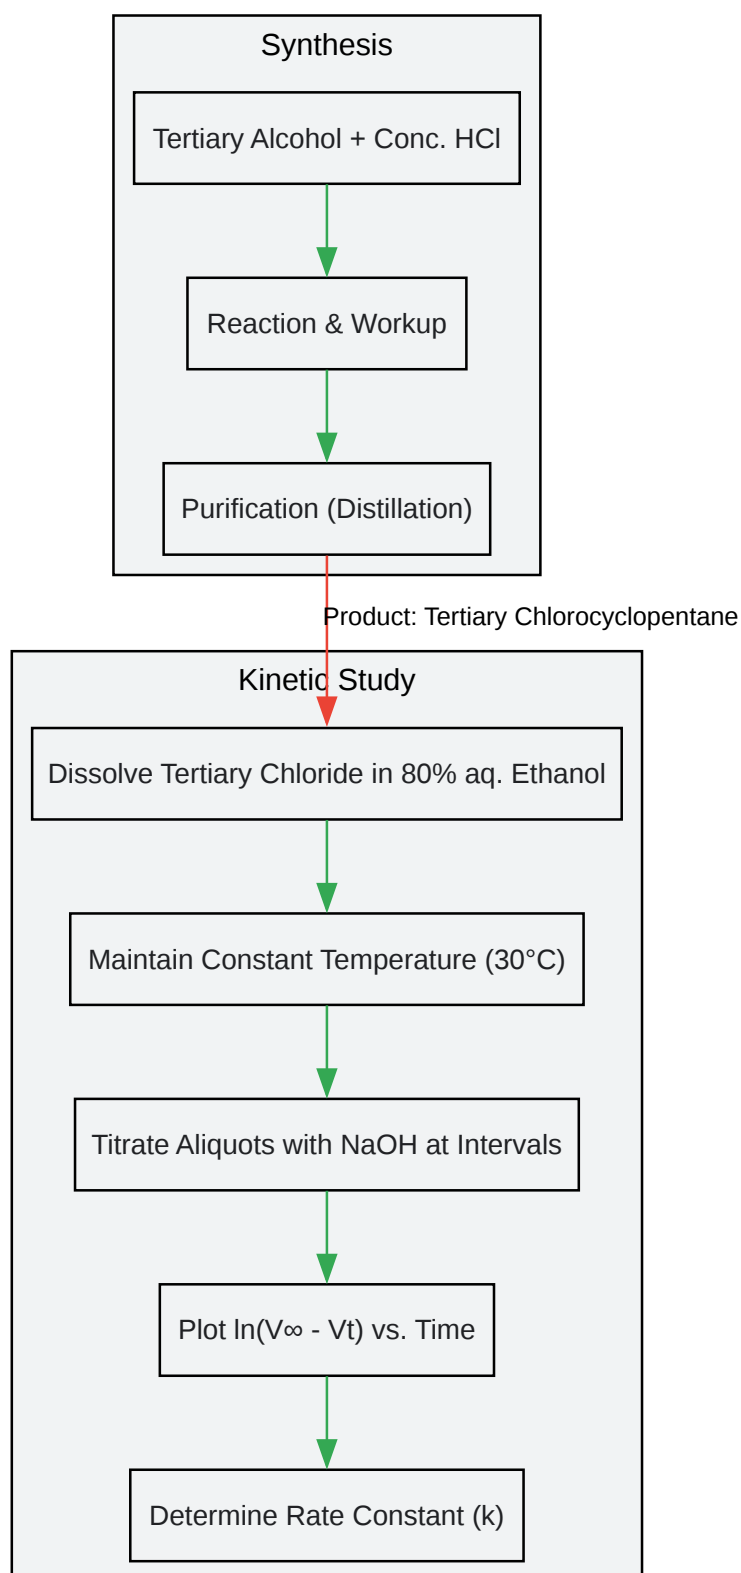 Synthesis
Tertiary Alcohol + Conc. HCl
Reaction & Workup
Purification (Distillation)
Product: Tertiary Chlorocyclopentane
Kinetic Study
Dissolve Tertiary Chloride in 80% aq. Ethanol
Maintain Constant Temperature (30°C)
Titrate Aliquots with NaOH at Intervals
Plot ln(V∞ - Vt) vs. Time
Determine Rate Constant (k)